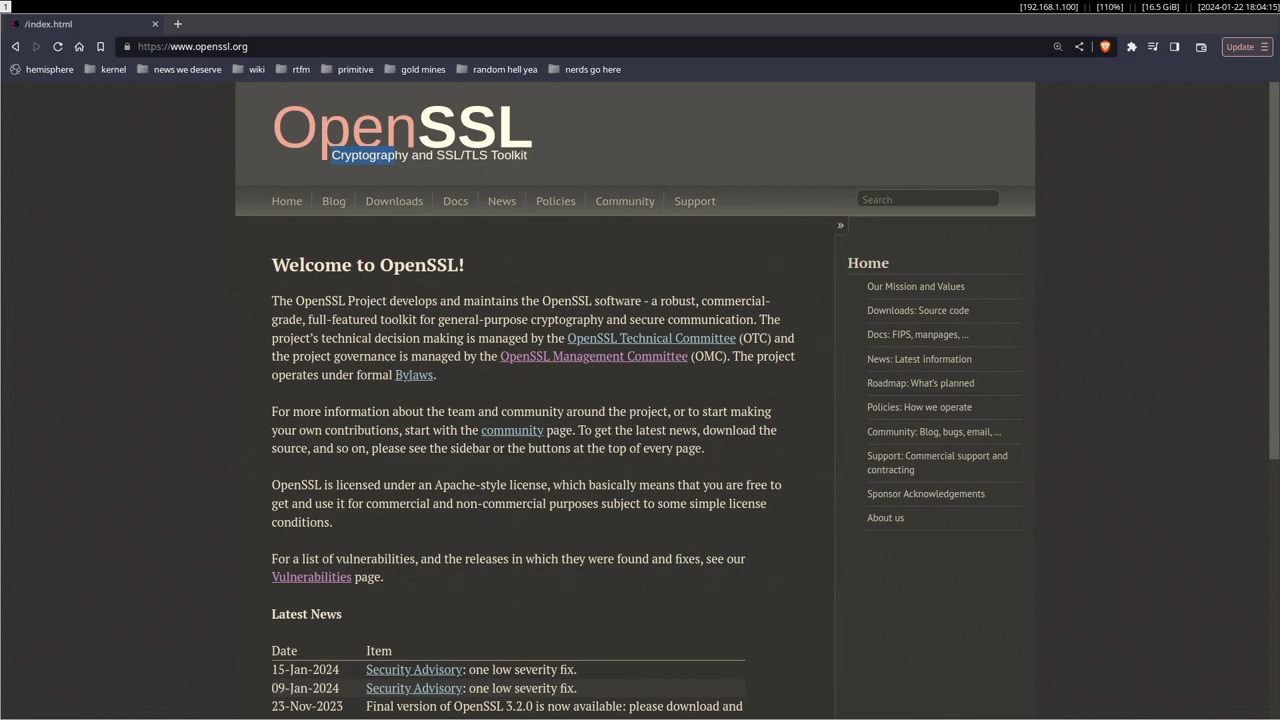 1
[192.168.1.100] || [110%] || [16.5 GiB] || [2024-01-22 18:04:15]
/index.html
https://www.openssl.org
Update
hemisphere kernel news we deserve wiki rtfm primitive gold mines random hell yea nerds go here
OpenSSL
Cryptography and SSL/TLS Toolkit
Home Blog Downloads Docs News Policies Community Support
Search
»
Welcome to OpenSSL!
The OpenSSL Project develops and maintains the OpenSSL software - a robust, commercial-
grade, full-featured toolkit for general-purpose cryptography and secure communication. The
project's technical decision making is managed by the OpenSSL Technical Committee (OTC) and
the project governance is managed by the OpenSSL Management Committee (OMC). The project
operates under formal Bylaws.
For more information about the team and community around the project, or to start making
your own contributions, start with the community page. To get the latest news, download the
source, and so on, please see the sidebar or the buttons at the top of every page.
OpenSSL is licensed under an Apache-style license, which basically means that you are free to
get and use it for commercial and non-commercial purposes subject to some simple license
conditions.
For a list of vulnerabilities, and the releases in which they were found and fixes, see our
Vulnerabilities page.
Latest News
Date Item
15-Jan-2024 Security Advisory: one low severity fix.
09-Jan-2024 Security Advisory: one low severity fix.
23-Nov-2023 Final version of OpenSSL 3.2.0 is now available: please download and
Home
Our Mission and Values
Downloads: Source code
Docs: FIPS, manpages, ...
News: Latest information
Roadmap: What's planned
Policies: How we operate
Community: Blog, bugs, email, ...
Support: Commercial support and
contracting
Sponsor Acknowledgements
About us